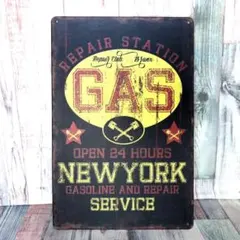 REPAIR STATION
GAS
OPEN 24 HOURS
NEWYORK
GASOLINE AND REPAIR
SERVICE